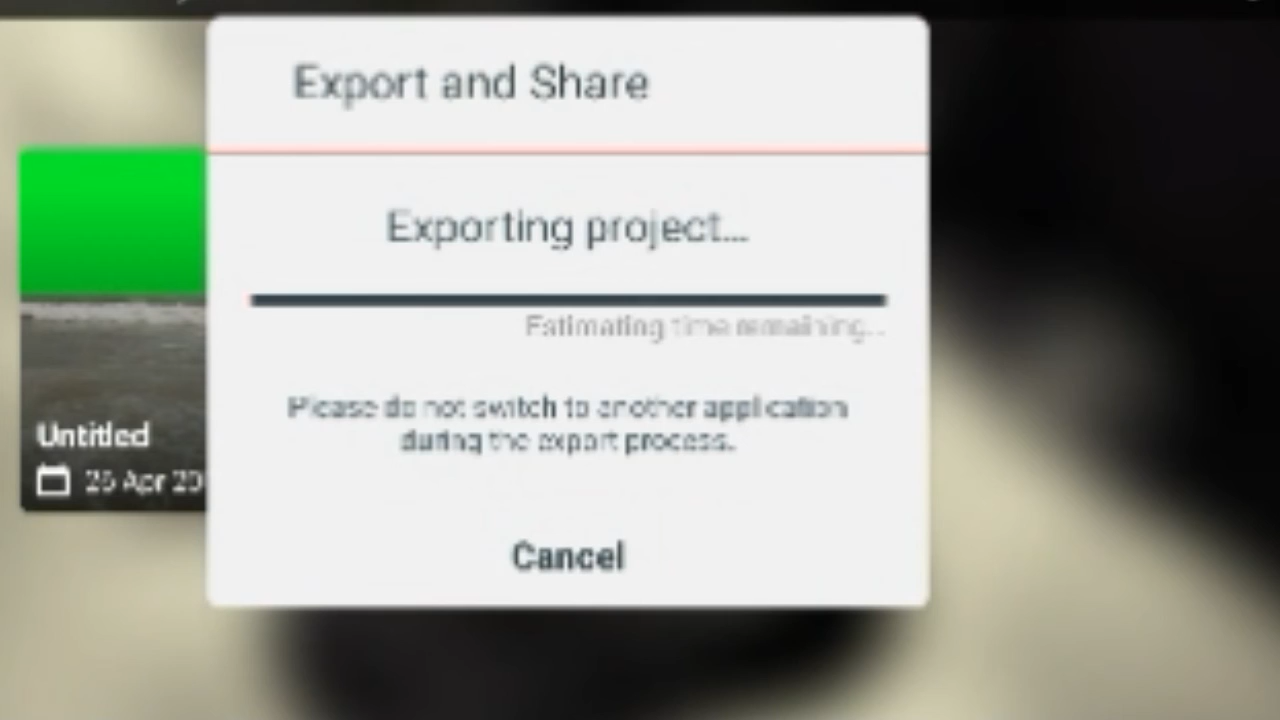 Export and Share
Exporting project...
Estimating time remaining...
Please do not switch to another application
during the export process.
Untitled
26 Apr 20
Cancel